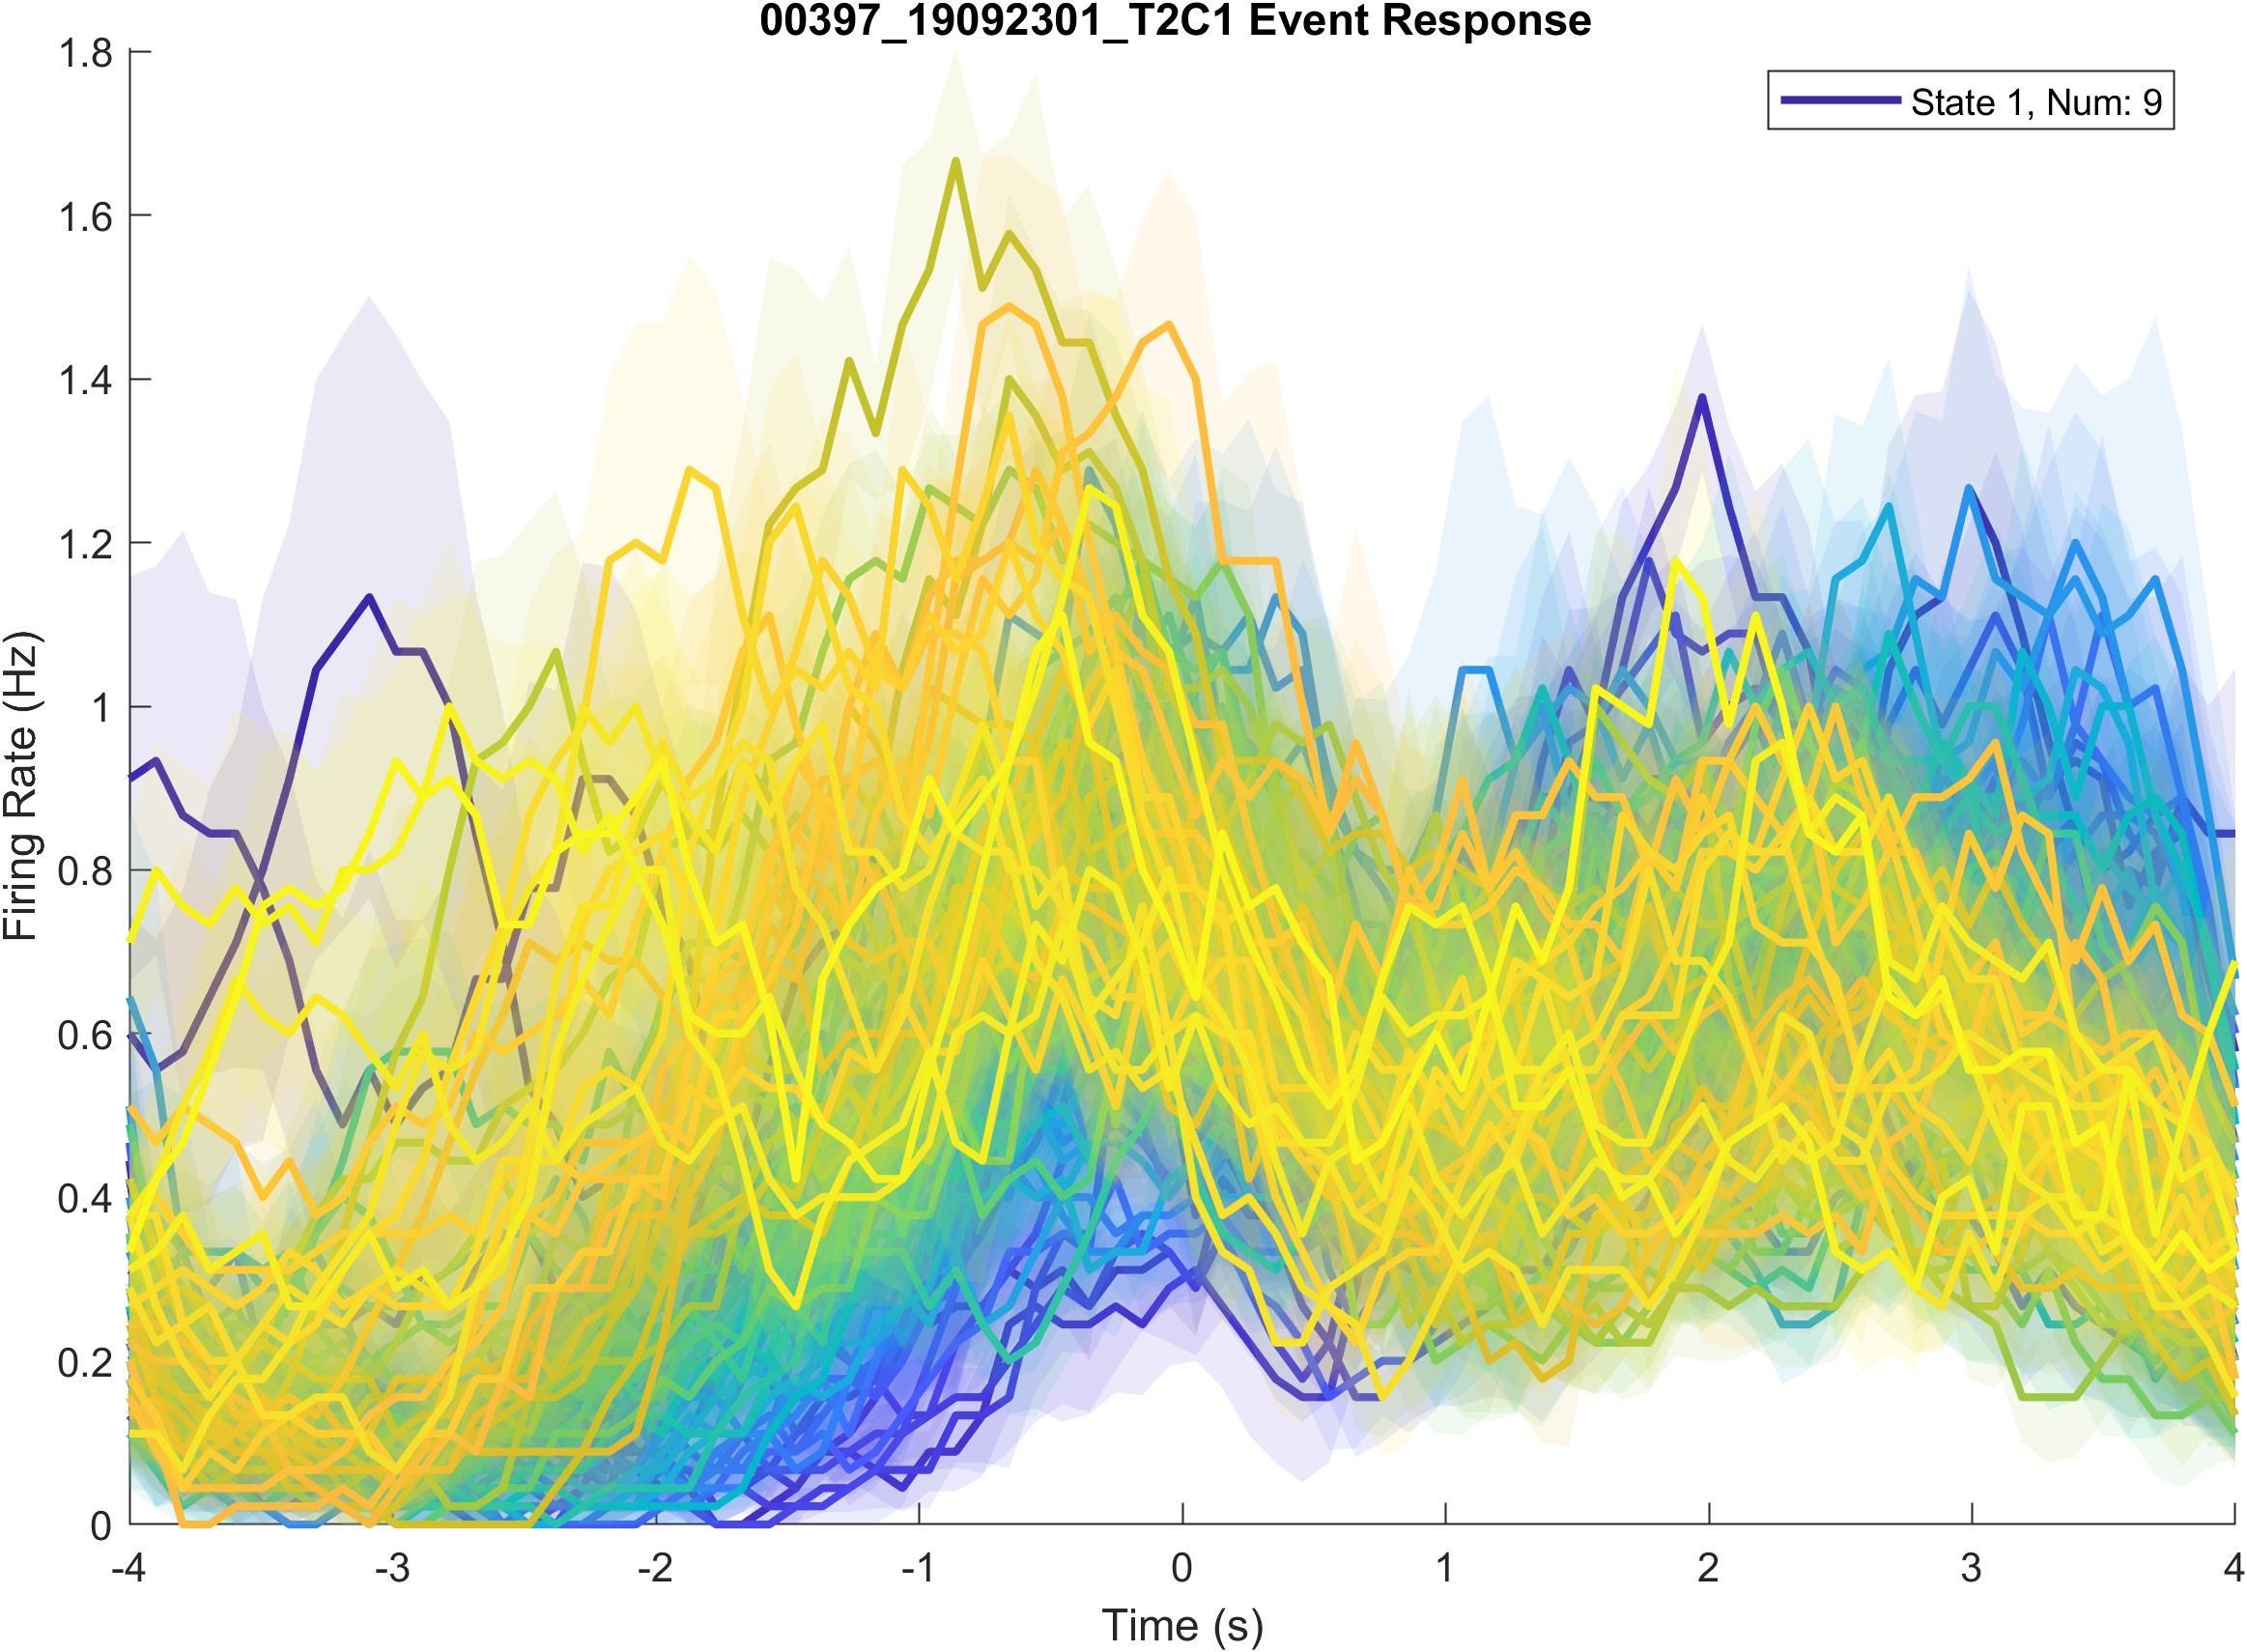 00397_19092301_T2C1 Event Response
State 1, Num: 9
Firing Rate (Hz)
1.8
1.6
1.4
1.2
1
0.8
0.6
0.4
0.2
0
-4 -3 -2 -1 0 1 2 3 4
Time (s)